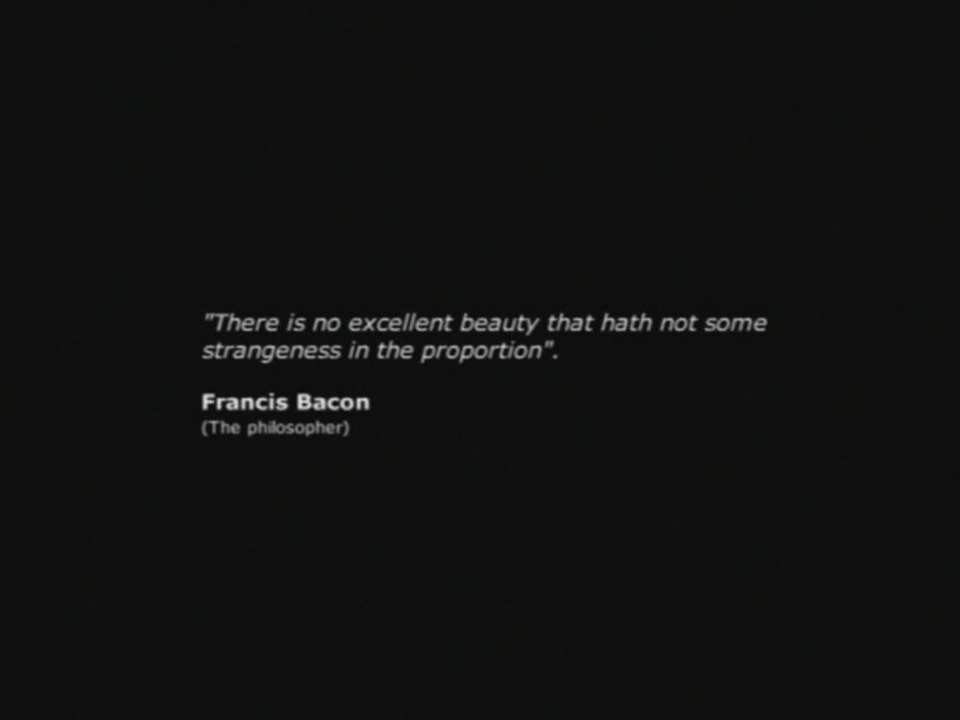 "There is no excellent beauty that hath not some
strangeness in the proportion".
Francis Bacon
(The philosopher)